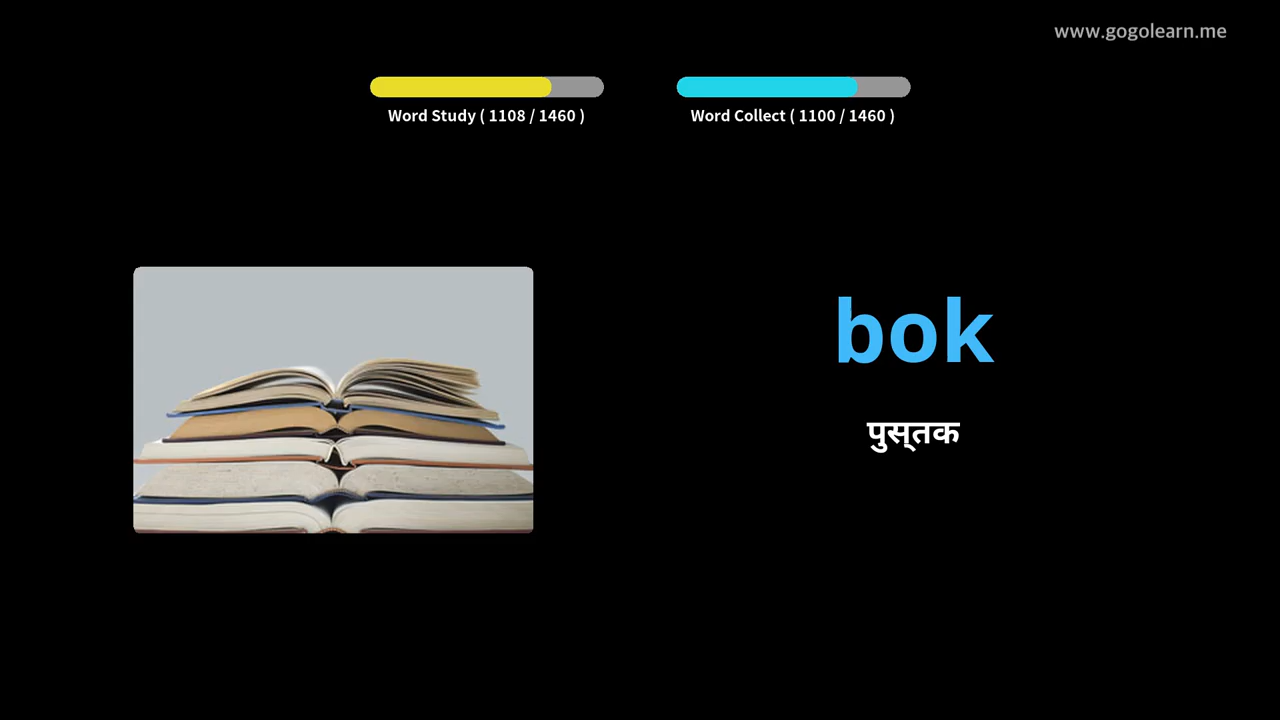 www.gogolearn.me
Word Study ( 1108 / 1460 )
Word Collect ( 1100 / 1460 )
bok
पुस्तक